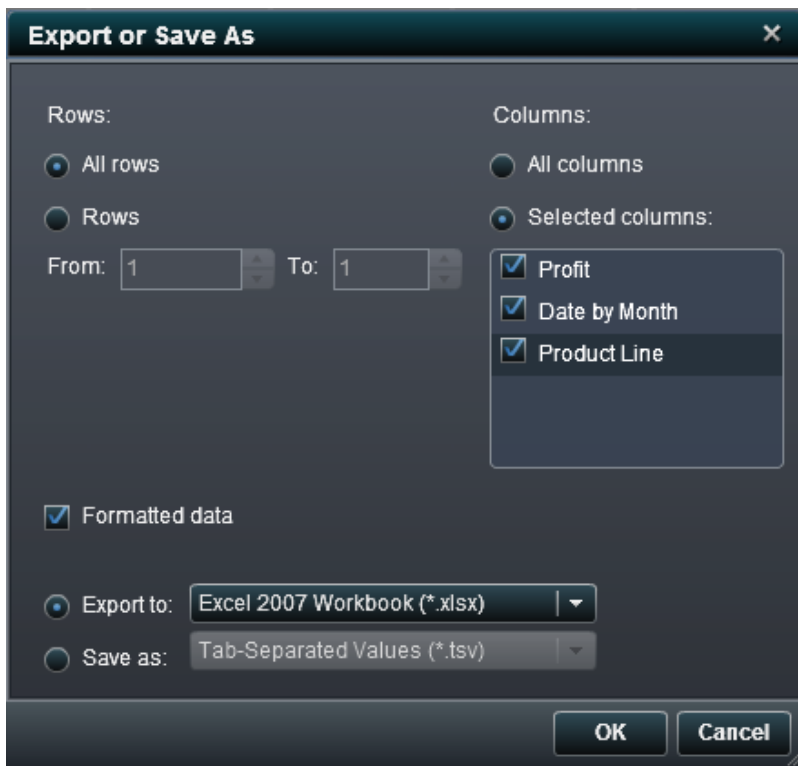 Export or Save As
Rows:
All rows
Rows
From: 1 To: 1
Columns:
All columns
Selected columns:
Profit
Date by Month
Product Line
Formatted data
Export to: Excel 2007 Workbook (*.xlsx)
Save as: Tab-Separated Values (*.tsv)
OK Cancel